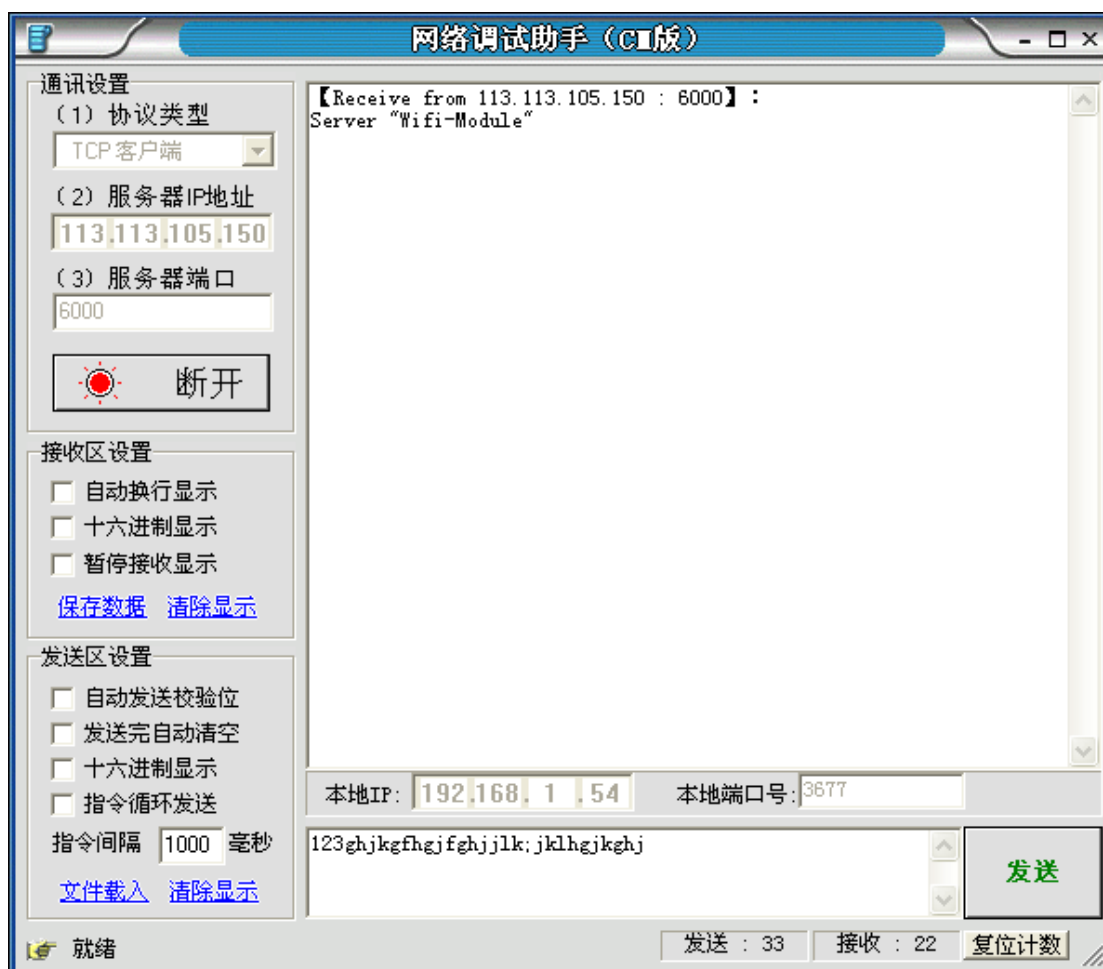 网络调试助手（CⅢ版）
通讯设置
（1）协议类型
TCP 客户端
（2）服务器IP地址
113.113.105.150
（3）服务器端口
6000
断开
接收区设置
自动换行显示
十六进制显示
暂停接收显示
保存数据 清除显示
发送区设置
自动发送校验位
发送完自动清空
十六进制显示
指令循环发送
指令间隔 1000 毫秒
文件载入 清除显示
【Receive from 113.113.105.150 : 6000】：
Server "Wifi-Module"
本地IP: 192.168. 1 .54 本地端口号: 3677
123ghjkgfhgjfghjjlk;jklhgjkghj
发送
就绪
发送 : 33 接收 : 22 复位计数